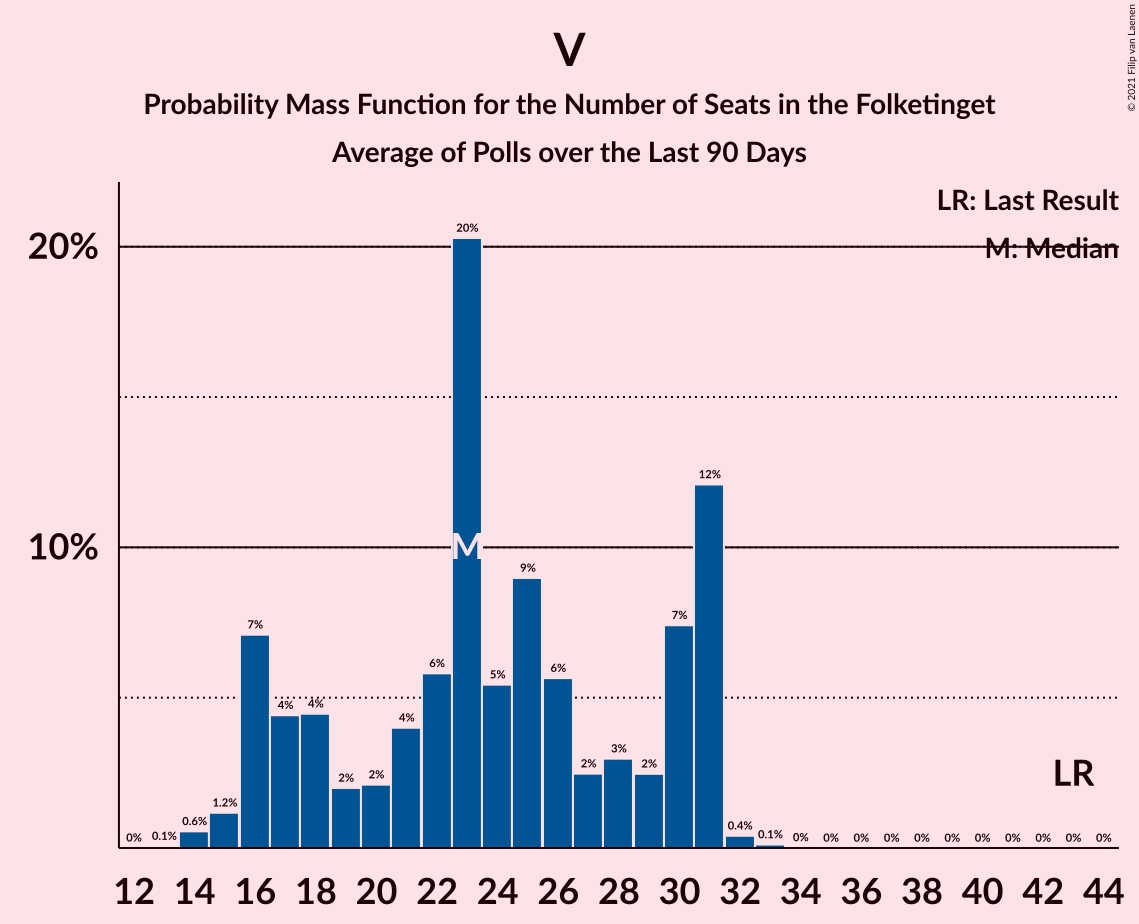 V
Probability Mass Function for the Number of Seats in the Folketinget
Average of Polls over the Last 90 Days
© 2021 Filip van Laenen
LR: Last Result
M: Median
20%
10%
0% 0.1% 0.6% 1.2% 7% 4% 4% 2% 2% 4% 6% 20% 5% 9% 6% 2% 3% 2% 7% 12% 0.4% 0.1% 0% 0% 0% 0% 0% 0% 0% 0% 0% 0% 0%
M
LR
12 14 16 18 20 22 24 26 28 30 32 34 36 38 40 42 44